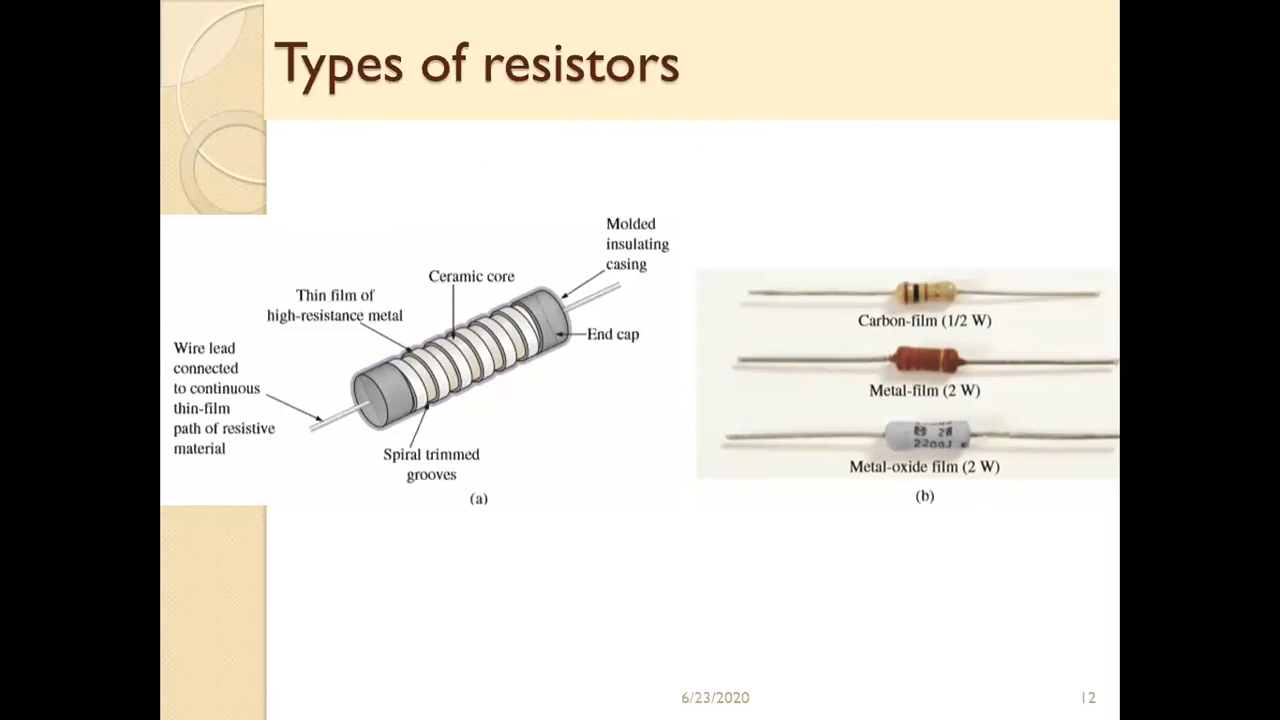 Types of resistors
Molded
insulating
casing
Ceramic core
Thin film of
high-resistance metal
End cap
Wire lead
connected
to continuous
thin-film
path of resistive
material
Spiral trimmed
grooves
(a)
Carbon-film (1/2 W)
Metal-film (2 W)
2W
220ΩJ
Metal-oxide film (2 W)
(b)
6/23/2020
12